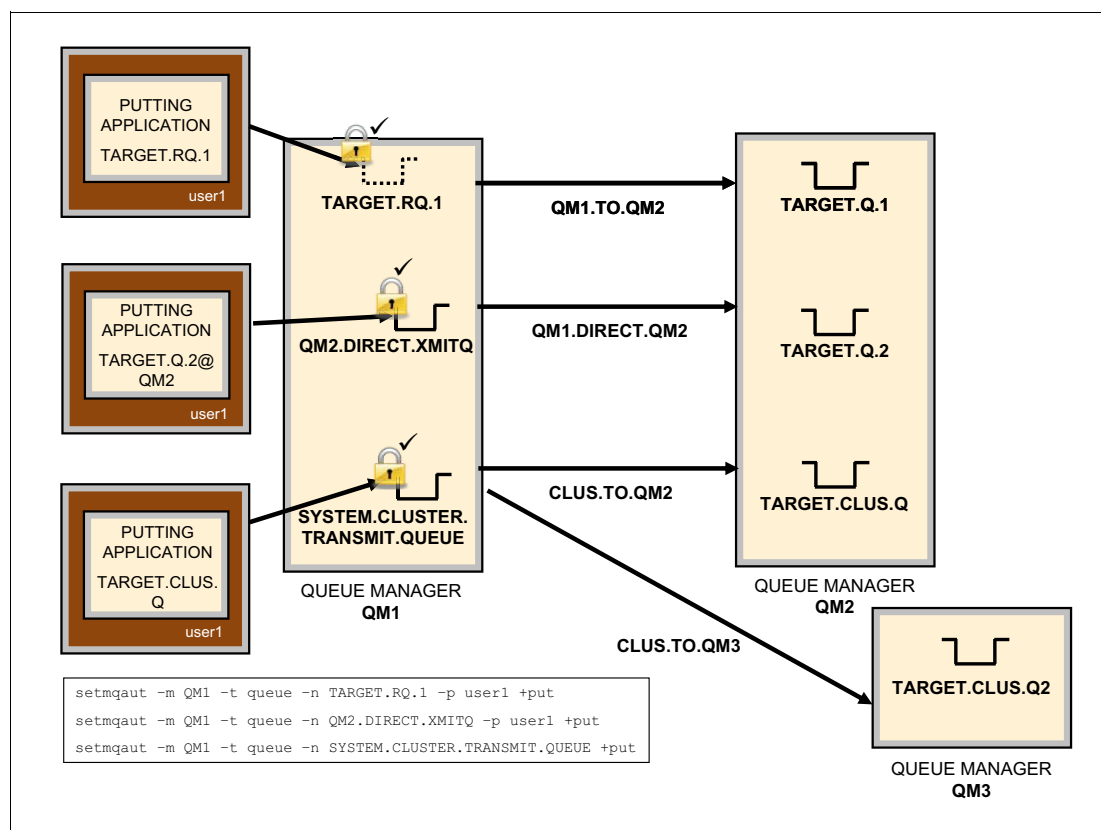 PUTTING
APPLICATION
TARGET.RQ.1
user1
PUTTING
APPLICATION
TARGET.Q.2@
QM2
user1
PUTTING
APPLICATION
TARGET.CLUS.
Q
user1
TARGET.RQ.1
QM2.DIRECT.XMITQ
SYSTEM.CLUSTER.
TRANSMIT.QUEUE
QUEUE MANAGER
QM1
QM1.TO.QM2
QM1.DIRECT.QM2
CLUS.TO.QM2
CLUS.TO.QM3
TARGET.Q.1
TARGET.Q.2
TARGET.CLUS.Q
QUEUE MANAGER
QM2
TARGET.CLUS.Q2
QUEUE MANAGER
QM3
setmqaut –m QM1 –t queue –n TARGET.RQ.1 –p user1 +put
setmqaut –m QM1 –t queue –n QM2.DIRECT.XMITQ –p user1 +put
setmqaut –m QM1 –t queue –n SYSTEM.CLUSTER.TRANSMIT.QUEUE +put